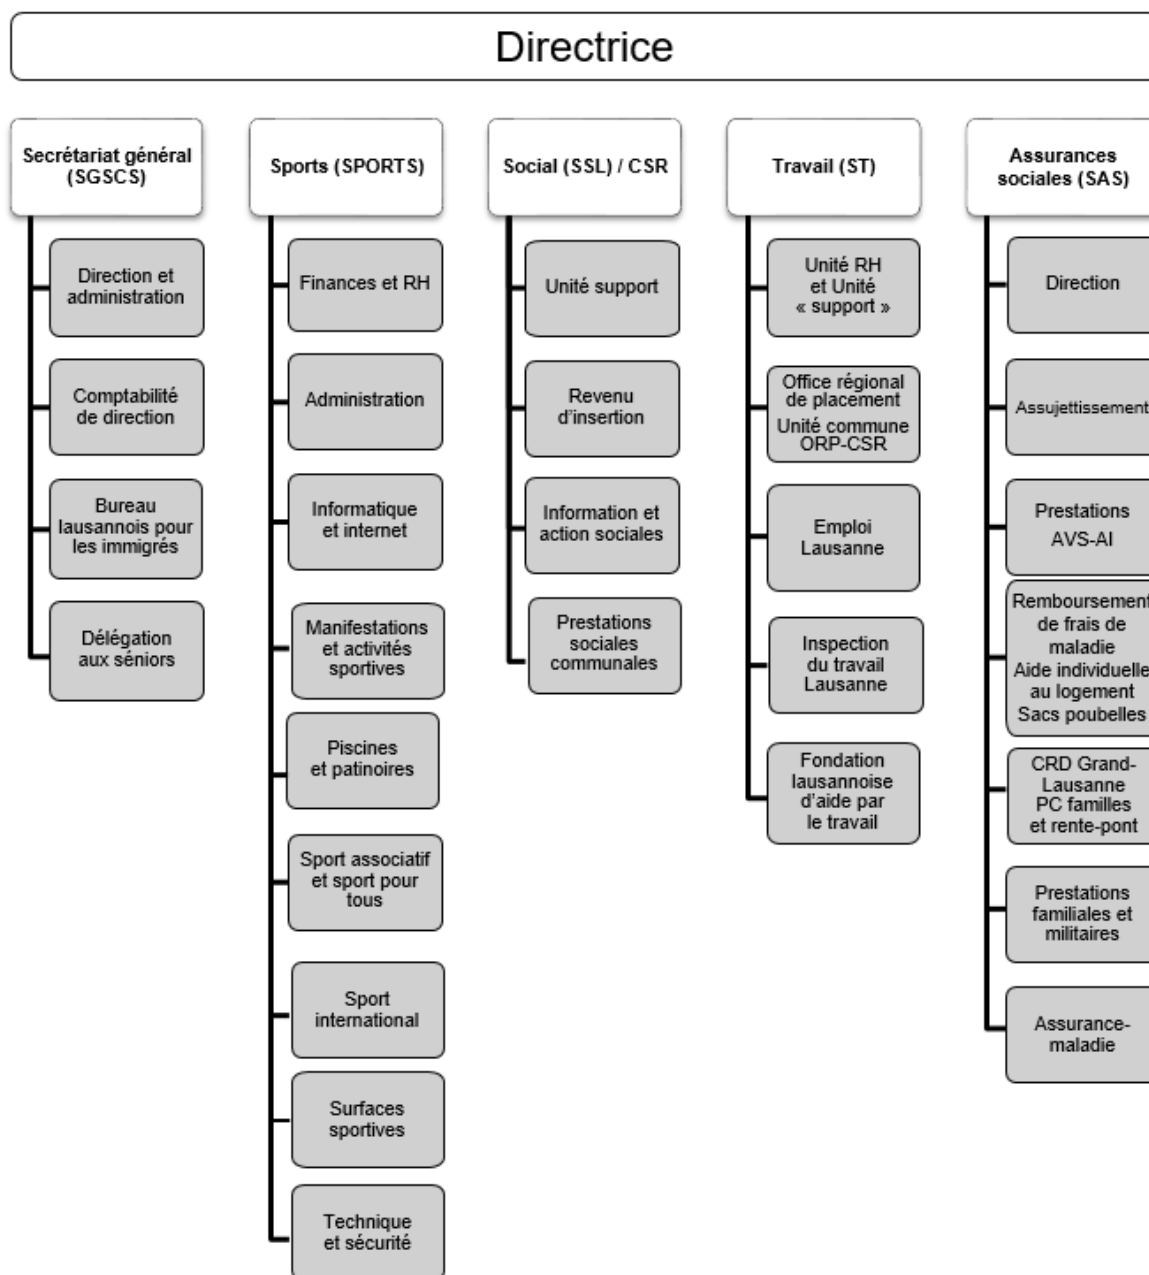 Directrice
Secrétariat général
(SGSCS)
Direction et
administration
Comptabilité
de direction
Bureau
lausannois pour
les immigrés
Délégation
aux séniors
Sports (SPORTS)
Finances et RH
Administration
Informatique
et internet
Manifestations
et activités
sportives
Piscines
et patinoires
Sport associatif
et sport pour
tous
Sport
international
Surfaces
sportives
Technique
et sécurité
Social (SSL) / CSR
Unité support
Revenu
d'insertion
Information et
action sociales
Prestations
sociales
communales
Travail (ST)
Unité RH
et Unité
« support »
Office régional
de placement
Unité commune
ORP-CSR
Emploi
Lausanne
Inspection
du travail
Lausanne
Fondation
lausannoise
d'aide par
le travail
Assurances
sociales (SAS)
Direction
Assujettissement
Prestations
AVS-AI
Remboursement
de frais de
maladie
Aide individuelle
au logement
Sacs poubelles
CRD Grand-
Lausanne
PC familles
et rente-pont
Prestations
familiales et
militaires
Assurance-
maladie